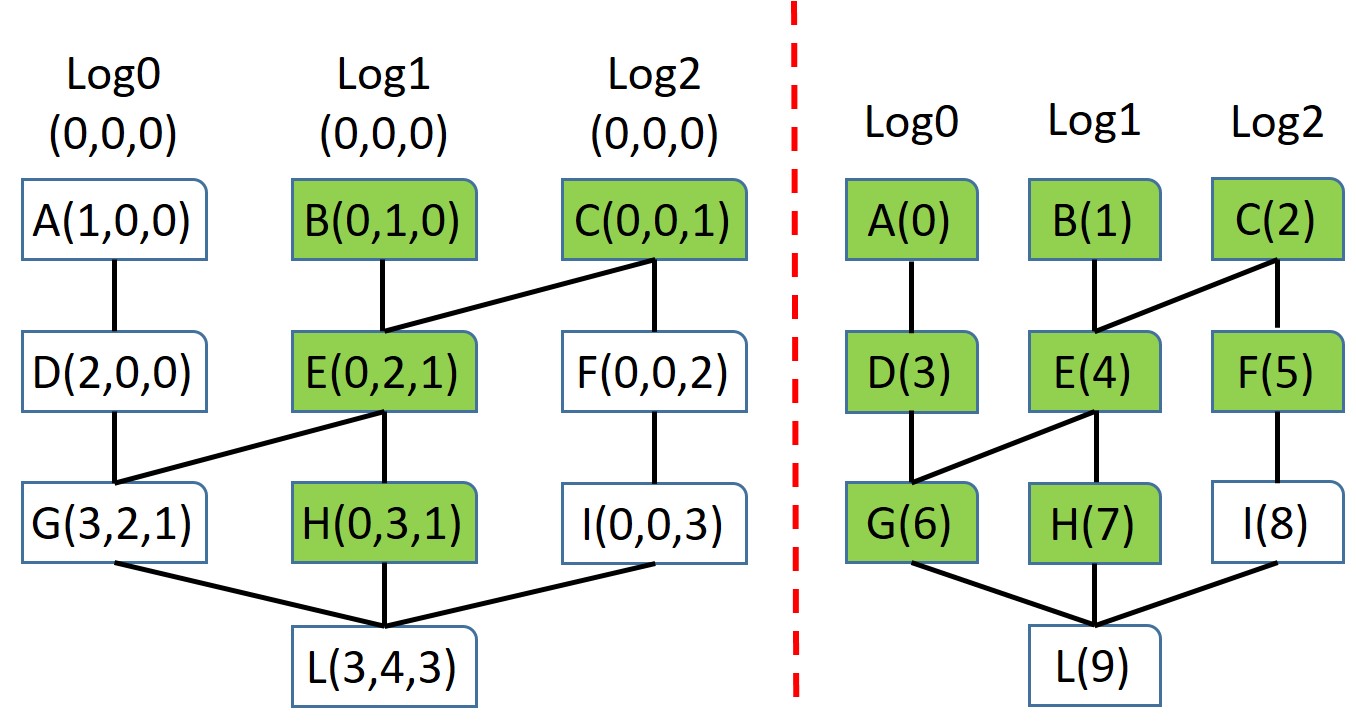 Log0
(0,0,0)
Log1
(0,0,0)
Log2
(0,0,0)
A(1,0,0)
B(0,1,0)
C(0,0,1)
D(2,0,0)
E(0,2,1)
F(0,0,2)
G(3,2,1)
H(0,3,1)
I(0,0,3)
L(3,4,3)
Log0
Log1
Log2
A(0)
B(1)
C(2)
D(3)
E(4)
F(5)
G(6)
H(7)
I(8)
L(9)